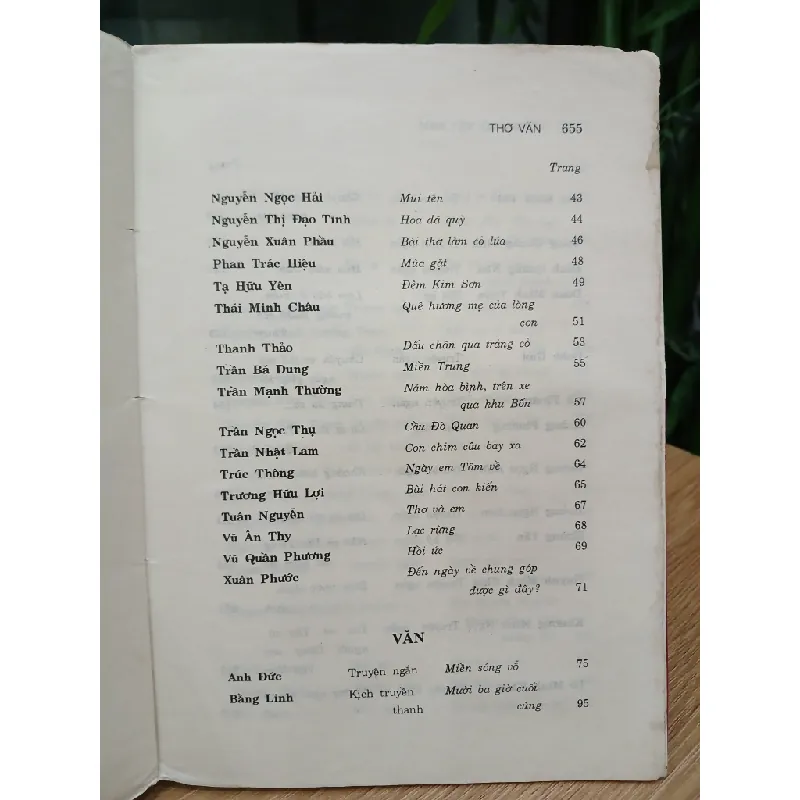 THƠ VĂN 655
Trang
Nguyễn Ngọc Hải Mũi tên 43
Nguyễn Thị Đạo Tĩnh Hoa dã quỳ 44
Nguyễn Xuân Phầu Bài thơ làm cỏ lúa 46
Phan Trác Hiệu Mùa gặt 48
Tạ Hữu Yên Đêm Kim Sơn 49
Thái Minh Châu Quê hương mẹ của lòng
con 51
Thanh Thảo Dấu chân qua trảng cỏ 53
Trần Bá Dung Miền Trung 55
Trần Mạnh Thường Năm hòa bình, trên xe
qua khu Bốn 57
Trần Ngọc Thụ Cầu Đò Quan 60
Trần Nhật Lam Con chim câu bay xa 62
Trúc Thông Ngày em Tám về 64
Trương Hữu Lợi Bài hát con kiến 65
Tuấn Nguyễn Thơ và em 67
Vũ Ân Thy Lạc rừng 68
Vũ Quần Phương Hồi ức 69
Xuân Phước Đến ngày về chung góp
được gì đây? 71
VĂN
Anh Đức Truyện ngắn Miền sóng vỗ 75
Bằng Linh Kịch truyền Mười ba giờ cuối
thanh cùng 95